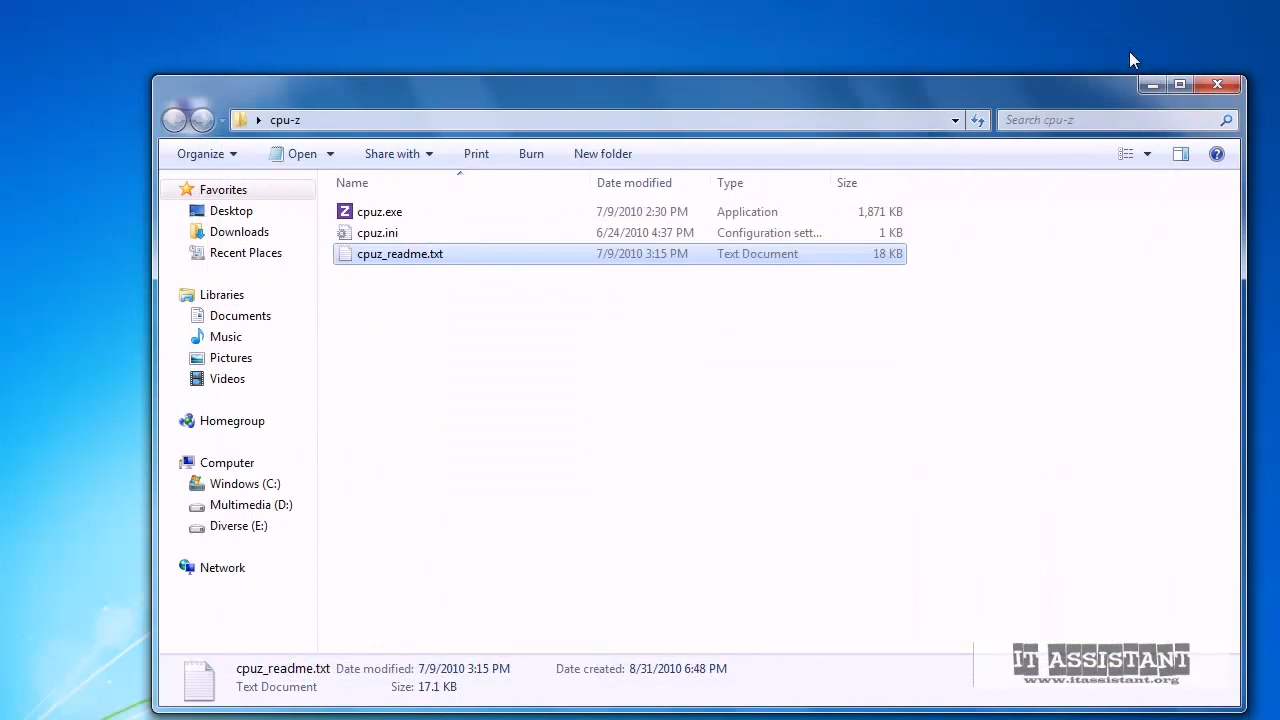 cpu-z
Search cpu-z
Organize Open Share with Print Burn New folder
Name Date modified Type Size
Favorites
Desktop
Downloads
Recent Places
Libraries
Documents
Music
Pictures
Videos
Homegroup
Computer
Windows (C:)
Multimedia (D:)
Diverse (E:)
Network
cpuz.exe 7/9/2010 2:30 PM Application 1,871 KB
cpuz.ini 6/24/2010 4:37 PM Configuration sett... 1 KB
cpuz_readme.txt 7/9/2010 3:15 PM Text Document 18 KB
cpuz_readme.txt Date modified: 7/9/2010 3:15 PM Date created: 8/31/2010 6:48 PM
Text Document Size: 17.1 KB
IT ASSISTANT
www.itassistant.org